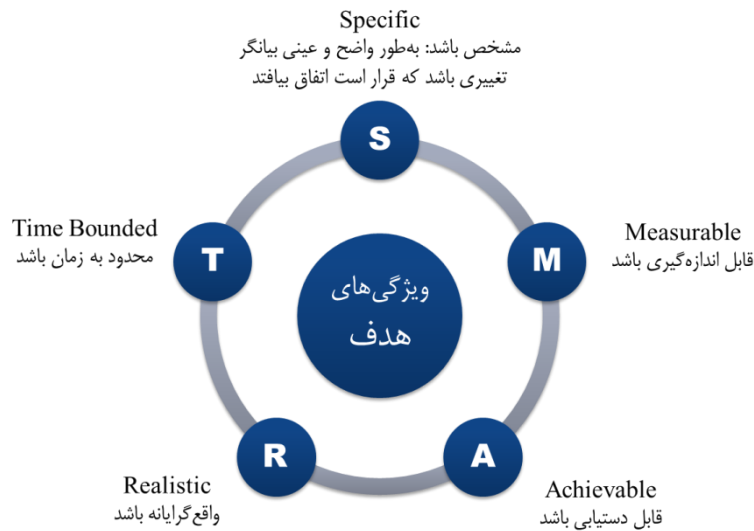 Specific
مشخص باشد: به‌طور واضح و عینی بیانگر
تغییری باشد که قرار است اتفاق بیافتد
S
Measurable
قابل اندازه‌گیری باشد
M
Achievable
قابل دستیابی باشد
A
Realistic
واقع‌گرایانه باشد
R
Time Bounded
محدود به زمان باشد
T
ویژگی‌های
هدف